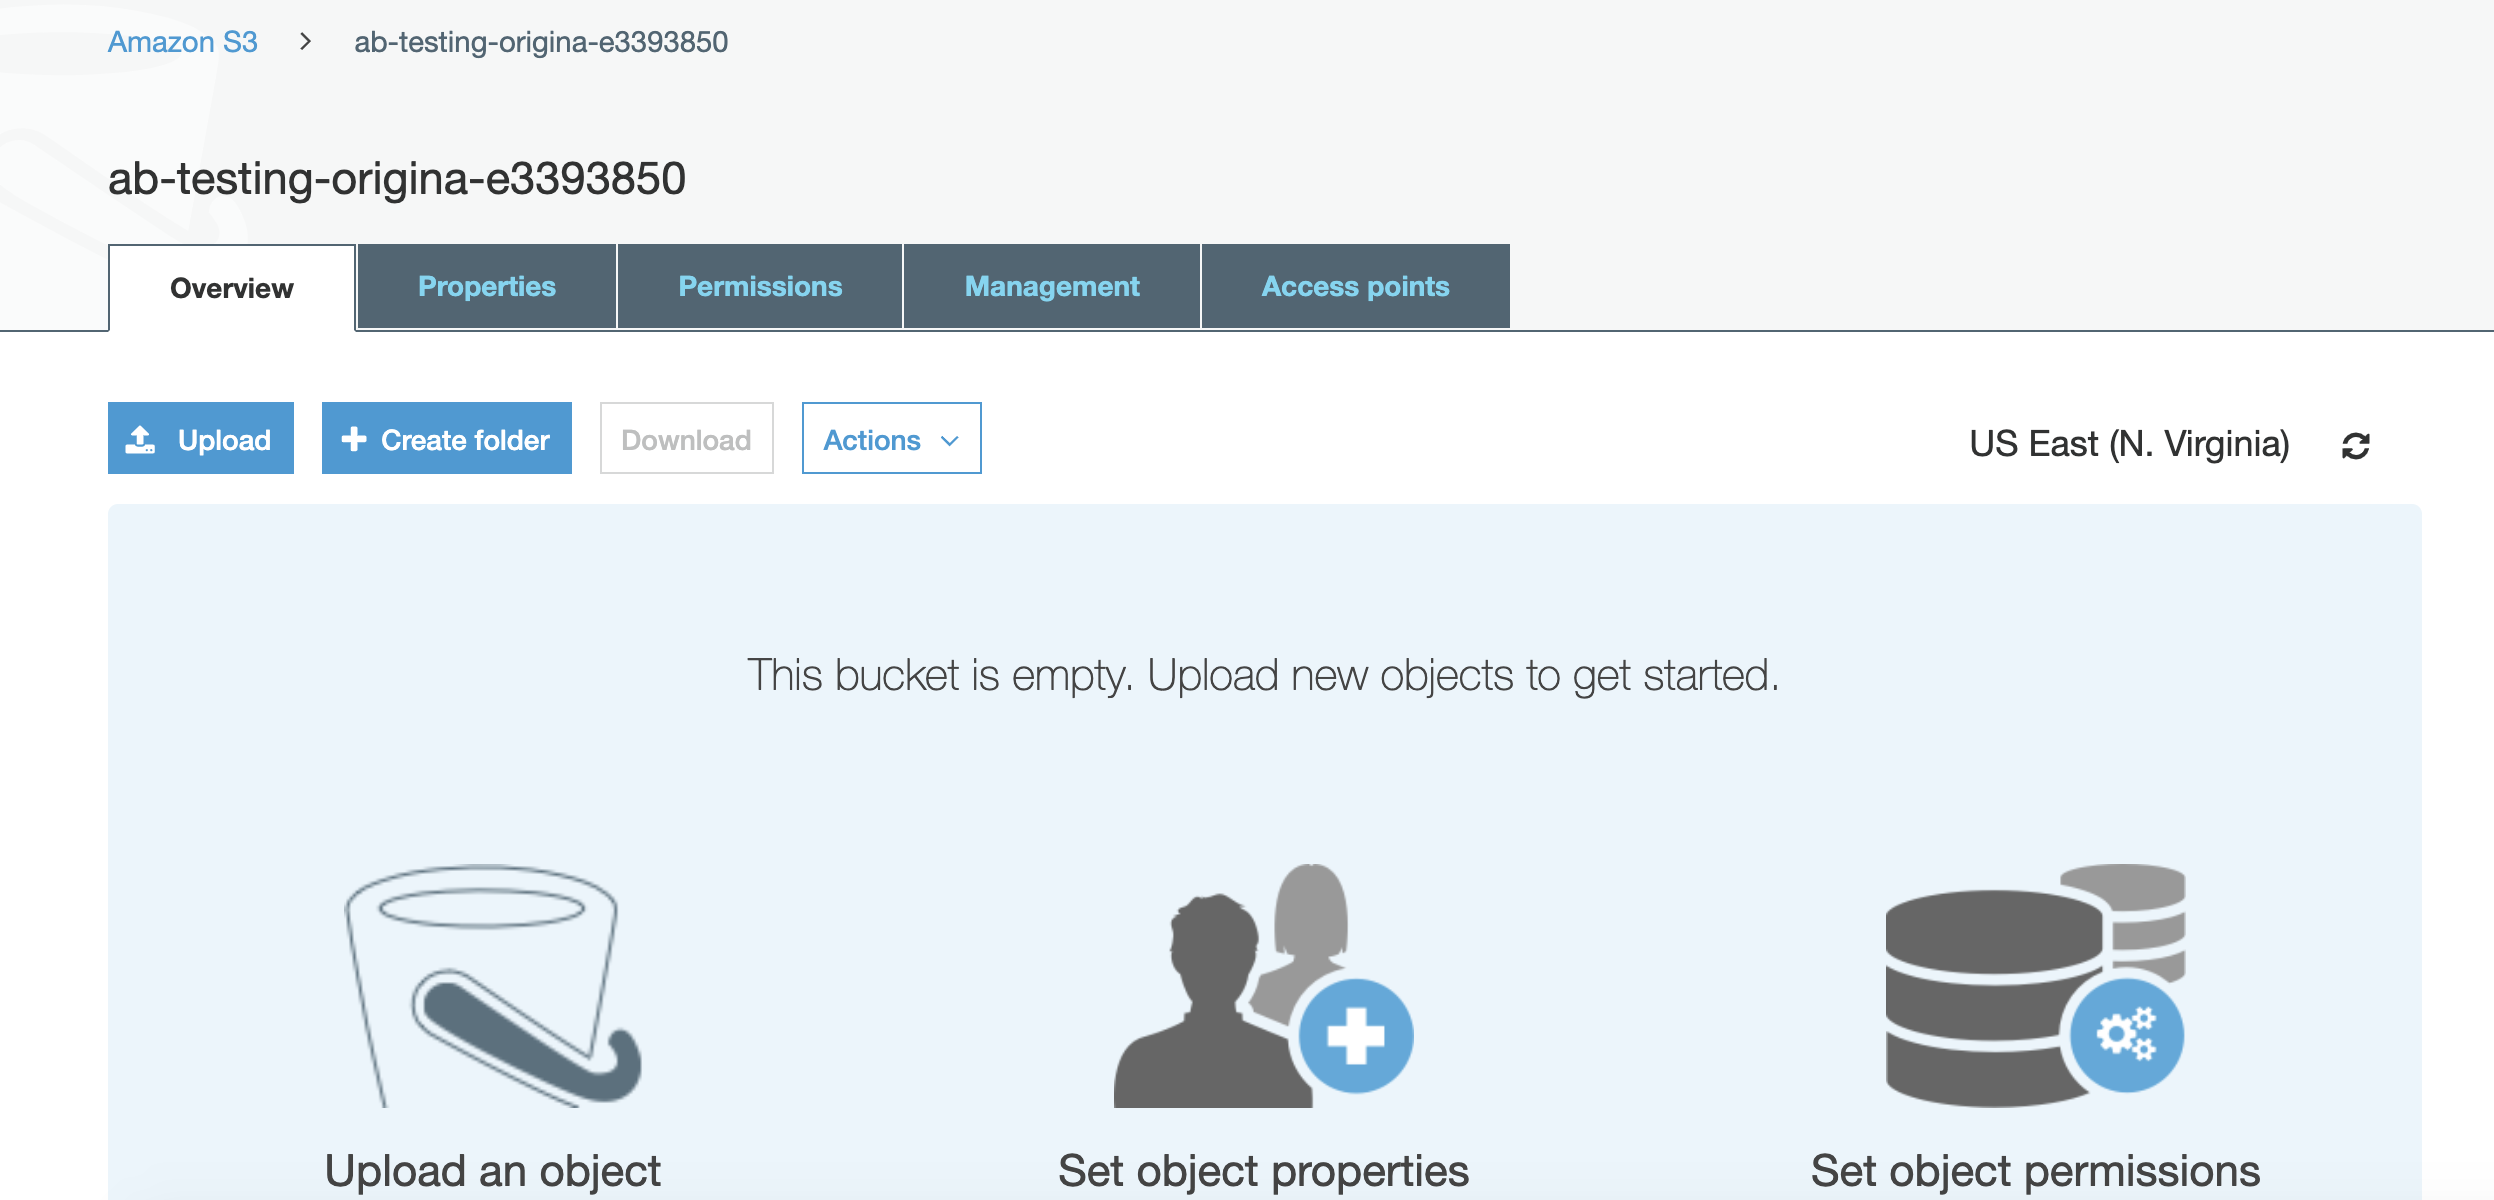 Amazon S3 > ab-testing-origina-e3393850
ab-testing-origina-e3393850
Overview Properties Permissions Management Access points
Upload Create folder Download Actions US East (N. Virginia)
This bucket is empty. Upload new objects to get started.
Upload an object Set object properties Set object permissions